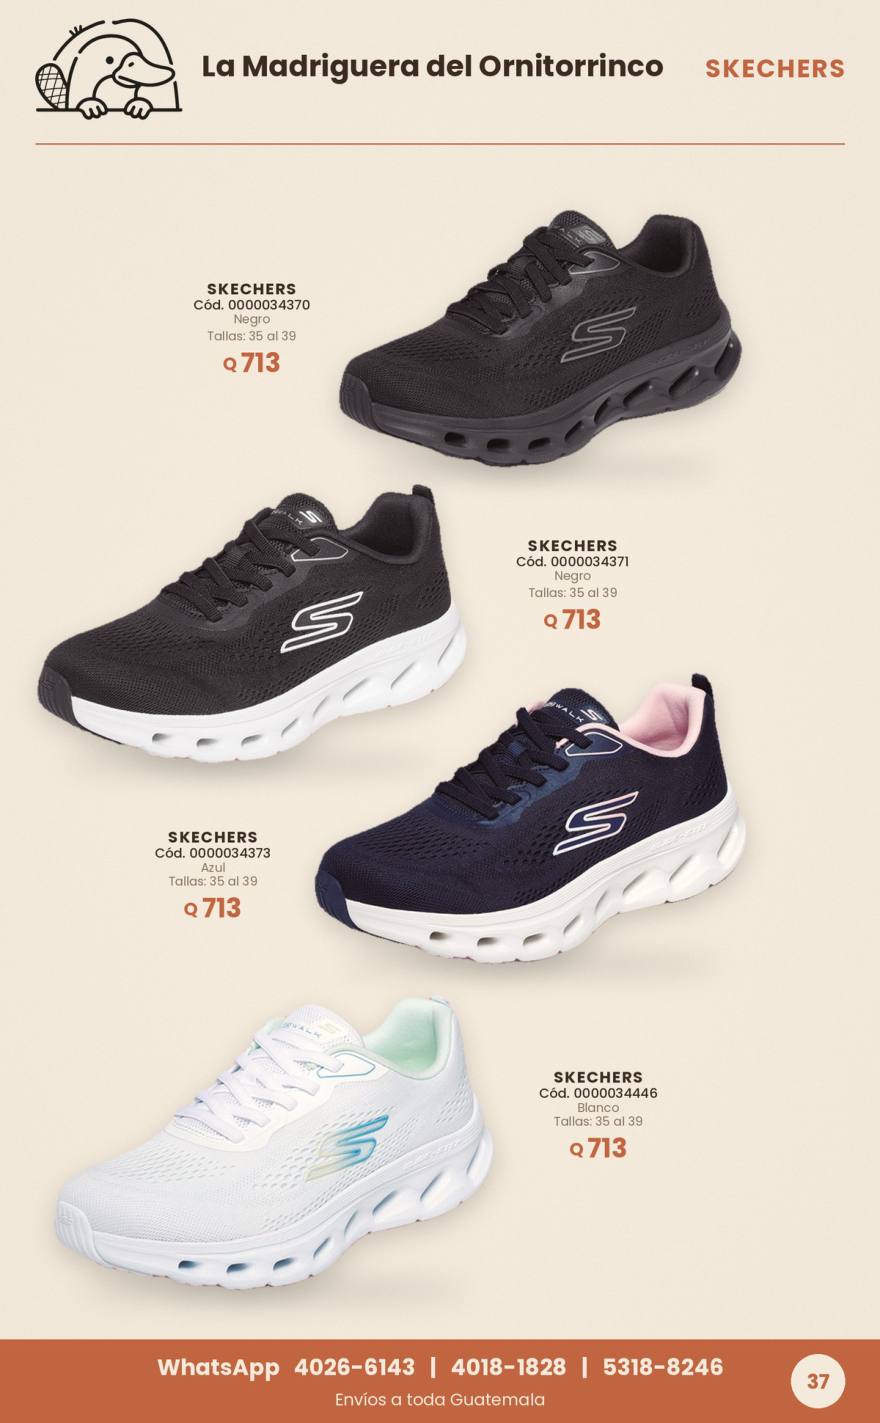 La Madriguera del Ornitorrinco
SKECHERS
SKECHERS
Cód. 0000034370
Negro
Tallas: 35 al 39
Q 713
SKECHERS
Cód. 0000034371
Negro
Tallas: 35 al 39
Q 713
SKECHERS
Cód. 0000034373
Azul
Tallas: 35 al 39
Q 713
SKECHERS
Cód. 0000034446
Blanco
Tallas: 35 al 39
Q 713
WhatsApp 4026-6143 | 4018-1828 | 5318-8246
Envíos a toda Guatemala
37